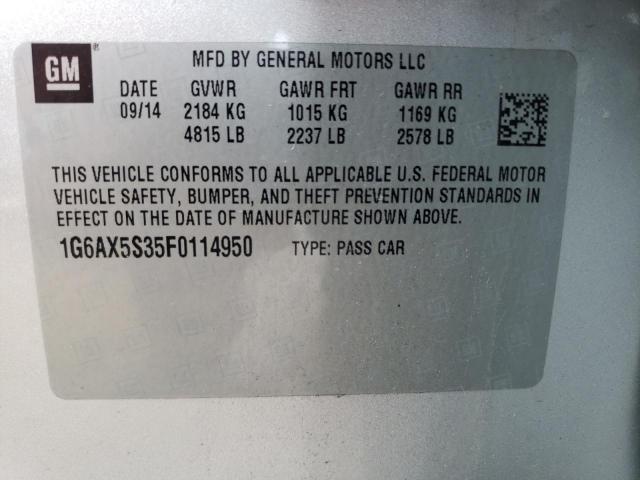 GM ®
MFD BY GENERAL MOTORS LLC
DATE GVWR GAWR FRT GAWR RR
09/14 2184 KG 1015 KG 1169 KG
4815 LB 2237 LB 2578 LB
THIS VEHICLE CONFORMS TO ALL APPLICABLE U.S. FEDERAL MOTOR
VEHICLE SAFETY, BUMPER, AND THEFT PREVENTION STANDARDS IN
EFFECT ON THE DATE OF MANUFACTURE SHOWN ABOVE.
1G6AX5S35F0114950 TYPE: PASS CAR